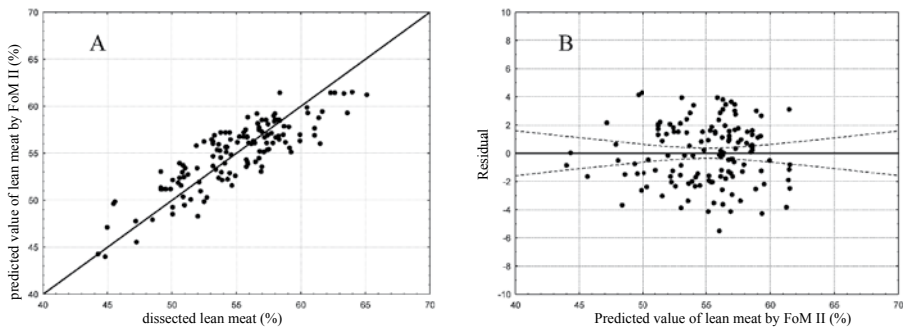 A
predicted value of lean meat by FoM II (%)
70
65
60
55
50
45
40
40 45 50 55 60 65 70
dissected lean meat (%)
B
Residual
10
8
6
4
2
0
-2
-4
-6
-8
-10
40 45 50 55 60 65 70
Predicted value of lean meat by FoM II (%)